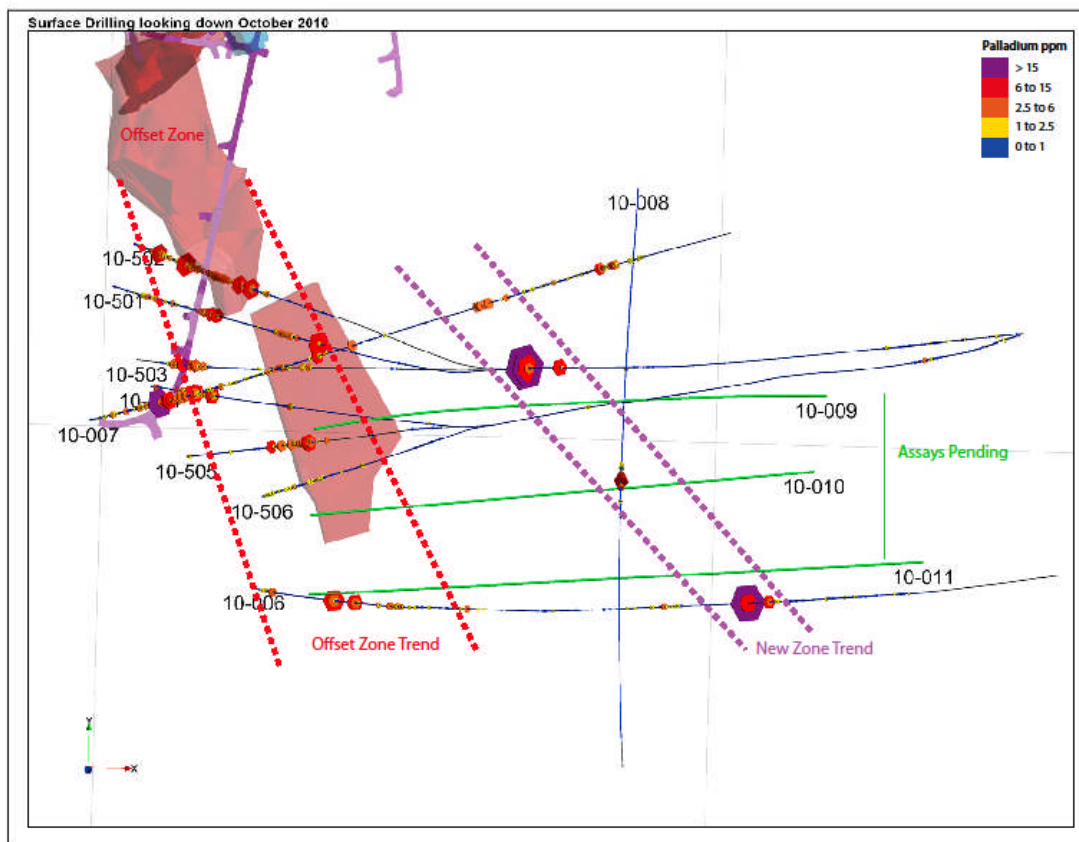 Surface Drilling looking down October 2010
Palladium ppm
> 15
6 to 15
2.5 to 6
1 to 2.5
0 to 1
Offset Zone
10-008
10-502
10-501
10-503
10-
10-007
10-009
Assays Pending
10-505
10-010
10-506
10-011
10-006
Offset Zone Trend
New Zone Trend
Y
X